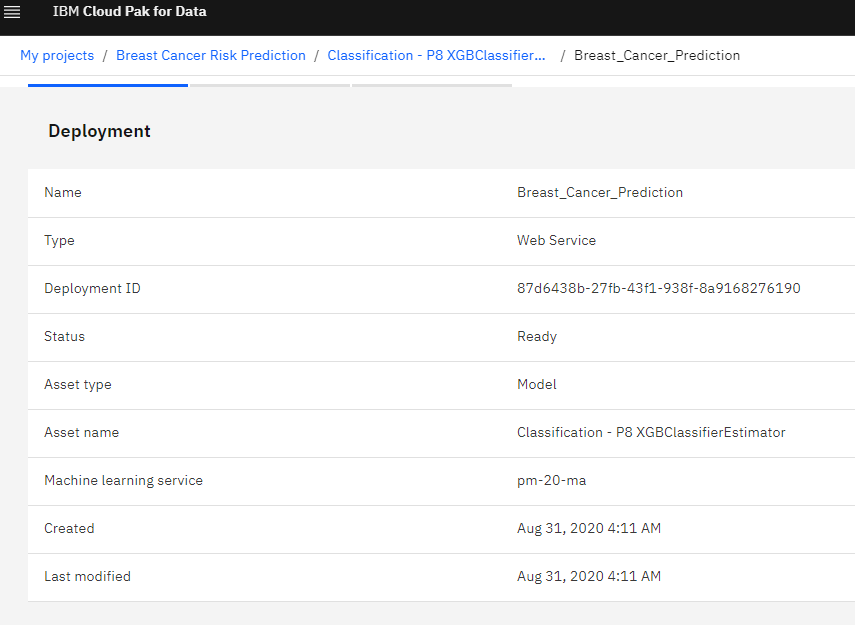 IBM Cloud Pak for Data
My projects / Breast Cancer Risk Prediction / Classification - P8 XGBClassifier... / Breast_Cancer_Prediction
Deployment
Name Breast_Cancer_Prediction
Type Web Service
Deployment ID 87d6438b-27fb-43f1-938f-8a9168276190
Status Ready
Asset type Model
Asset name Classification - P8 XGBClassifierEstimator
Machine learning service pm-20-ma
Created Aug 31, 2020 4:11 AM
Last modified Aug 31, 2020 4:11 AM